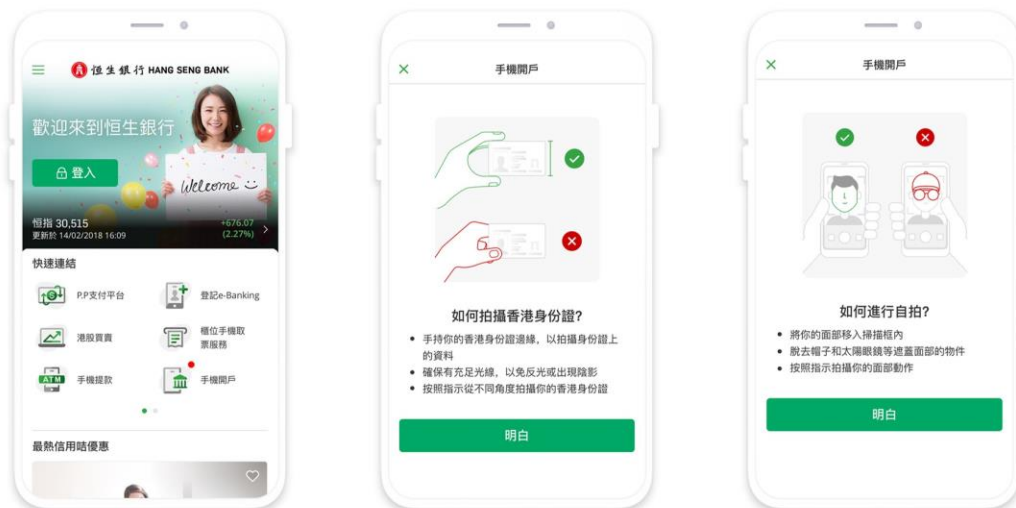 恒生銀行 HANG SENG BANK
歡迎來到恒生銀行
登入
Welcome
恒指 30,515
+676.07
更新於 14/02/2018 16:09
(2.27%)
快速連結
P.P支付平台
登記e-Banking
港股買賣
櫃位手機取
票服務
ATM
手機提款
手機開戶
最熱信用咭優惠
手機開戶
如何拍攝香港身份證?
手持你的香港身份證邊緣,以拍攝身份證上
的資料
確保有充足光線,以免反光或出現陰影
按照指示從不同角度拍攝你的香港身份證
明白
手機開戶
如何進行自拍?
將你的面部移入掃描框內
脫去帽子和太陽眼鏡等遮蓋面部的物件
按照指示拍攝你的面部動作
明白